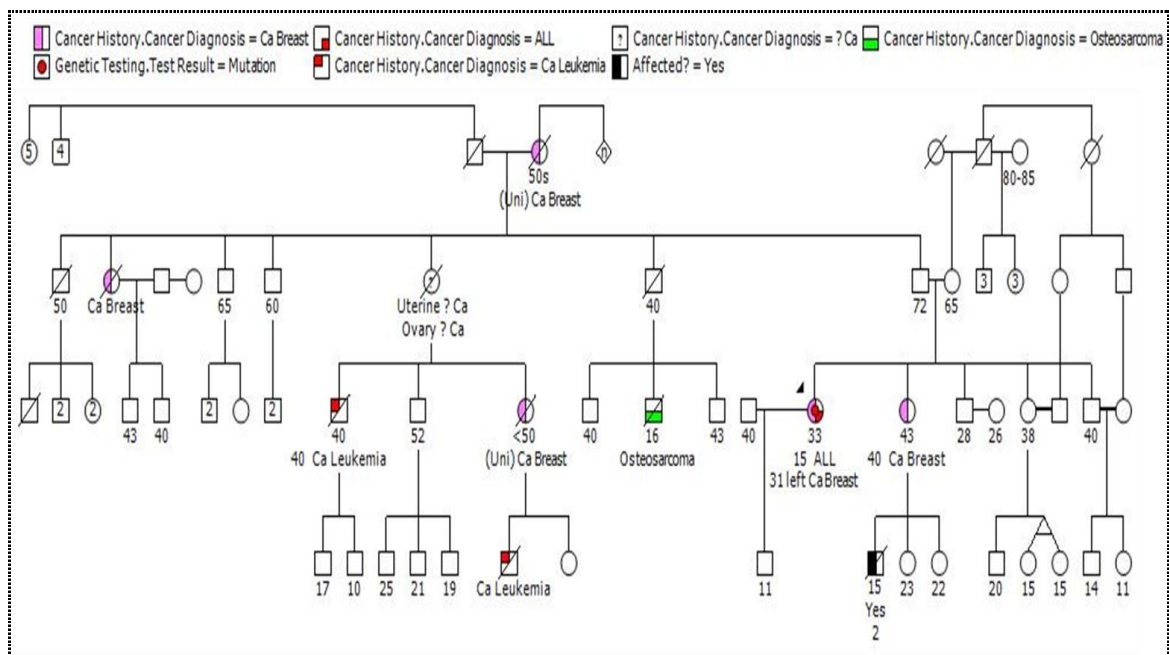 Cancer History.Cancer Diagnosis = Ca Breast Cancer History.Cancer Diagnosis = ALL ? Cancer History.Cancer Diagnosis = ? Ca Cancer History.Cancer Diagnosis = Osteosarcoma
Genetic Testing.Test Result = Mutation Cancer History.Cancer Diagnosis = Ca Leukemia Affected? = Yes
5 4 n
50s 80-85
(Uni) Ca Breast
? 3 3
50 Ca Breast 65 60 Uterine ? Ca 40 72 65
Ovary ? Ca
2 2 2 2
43 40 40 52 <50 40 16 43 40 33 43 28 26 38 40
40 Ca Leukemia (Uni) Ca Breast Osteosarcoma 15 ALL 40 Ca Breast
31 left Ca Breast
17 10 25 21 19 Ca Leukemia 11 15 23 22 20 15 15 14 11
Yes
2